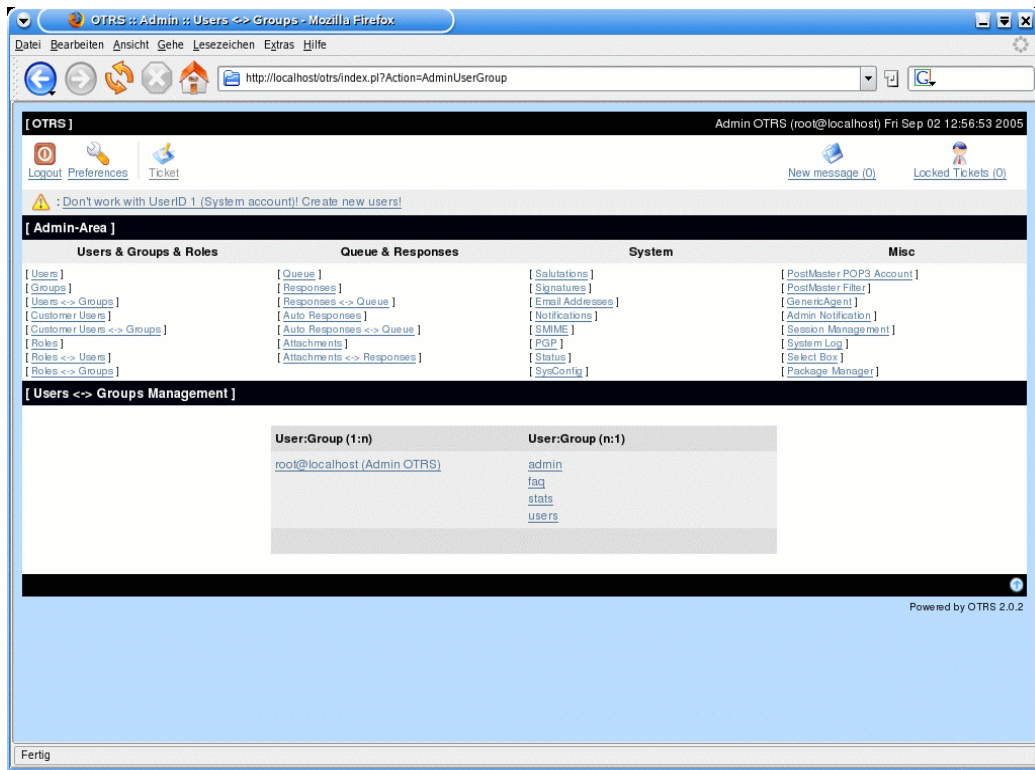 OTRS :: Admin :: Users <-> Groups - Mozilla Firefox
Datei Bearbeiten Ansicht Gehe Lesezeichen Extras Hilfe
http://localhost/otrs/index.pl?Action=AdminUserGroup
[ OTRS ] Admin OTRS (root@localhost) Fri Sep 02 12:56:53 2005
Logout Preferences Ticket New message (0) Locked Tickets (0)
: Don't work with UserID 1 (System account)! Create new users!
[ Admin-Area ]
Users & Groups & Roles Queue & Responses System Misc
[ Users ] [ Queue ] [ Salutations ] [ PostMaster POP3 Account ]
[ Groups ] [ Responses ] [ Signatures ] [ PostMaster Filter ]
[ Users <-> Groups ] [ Responses <-> Queue ] [ Email Addresses ] [ GenericAgent ]
[ Customer Users ] [ Auto Responses ] [ Notifications ] [ Admin Notification ]
[ Customer Users <-> Groups ] [ Auto Responses <-> Queue ] [ SMIME ] [ Session Management ]
[ Roles ] [ Attachments ] [ PGP ] [ System Log ]
[ Roles <-> Users ] [ Attachments <-> Responses ] [ Status ] [ Select Box ]
[ Roles <-> Groups ] [ SysConfig ] [ Package Manager ]
[ Users <-> Groups Management ]
User:Group (1:n) User:Group (n:1)
root@localhost (Admin OTRS) admin
faq
stats
users
Powered by OTRS 2.0.2
Fertig